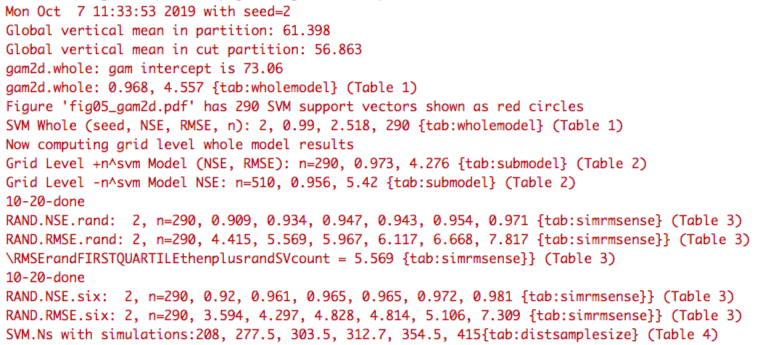 Mon Oct  7 11:33:53 2019 with seed=2
Global vertical mean in partition: 61.398
Global vertical mean in cut partition: 56.863
gam2d.whole: gam intercept is 73.06
gam2d.whole: 0.968, 4.557 {tab:wholemodel} (Table 1)
Figure 'fig05_gam2d.pdf' has 290 SVM support vectors shown as red circles
SVM Whole (seed, NSE, RMSE, n): 2, 0.99, 2.518, 290 {tab:wholemodel} (Table 1)
Now computing grid level whole model results
Grid Level +n^svm Model (NSE, RMSE): n=290, 0.973, 4.276 {tab:submodel} (Table 2)
Grid Level -n^svm Model NSE: n=510, 0.956, 5.42 {tab:submodel} (Table 2)
10-20-done
RAND.NSE.rand:  2, n=290, 0.909, 0.934, 0.947, 0.943, 0.954, 0.971 {tab:simrmsense} (Table 3)
RAND.RMSE.rand: 2, n=290, 4.415, 5.569, 5.967, 6.117, 6.668, 7.817 {tab:simrmsense}} (Table 3)
\RMSErandFIRSTQUARTILEthenplusrandSVcount = 5.569 {tab:simrmsense}} (Table 3)
10-20-done
RAND.NSE.six:  2, n=290, 0.92, 0.961, 0.965, 0.965, 0.972, 0.981 {tab:simrmsense}} (Table 3)
RAND.RMSE.six: 2, n=290, 3.594, 4.297, 4.828, 4.814, 5.106, 7.309 {tab:simrmsense}} (Table 3)
SVM.Ns with simulations:208, 277.5, 303.5, 312.7, 354.5, 415{tab:distsamplesize} (Table 4)